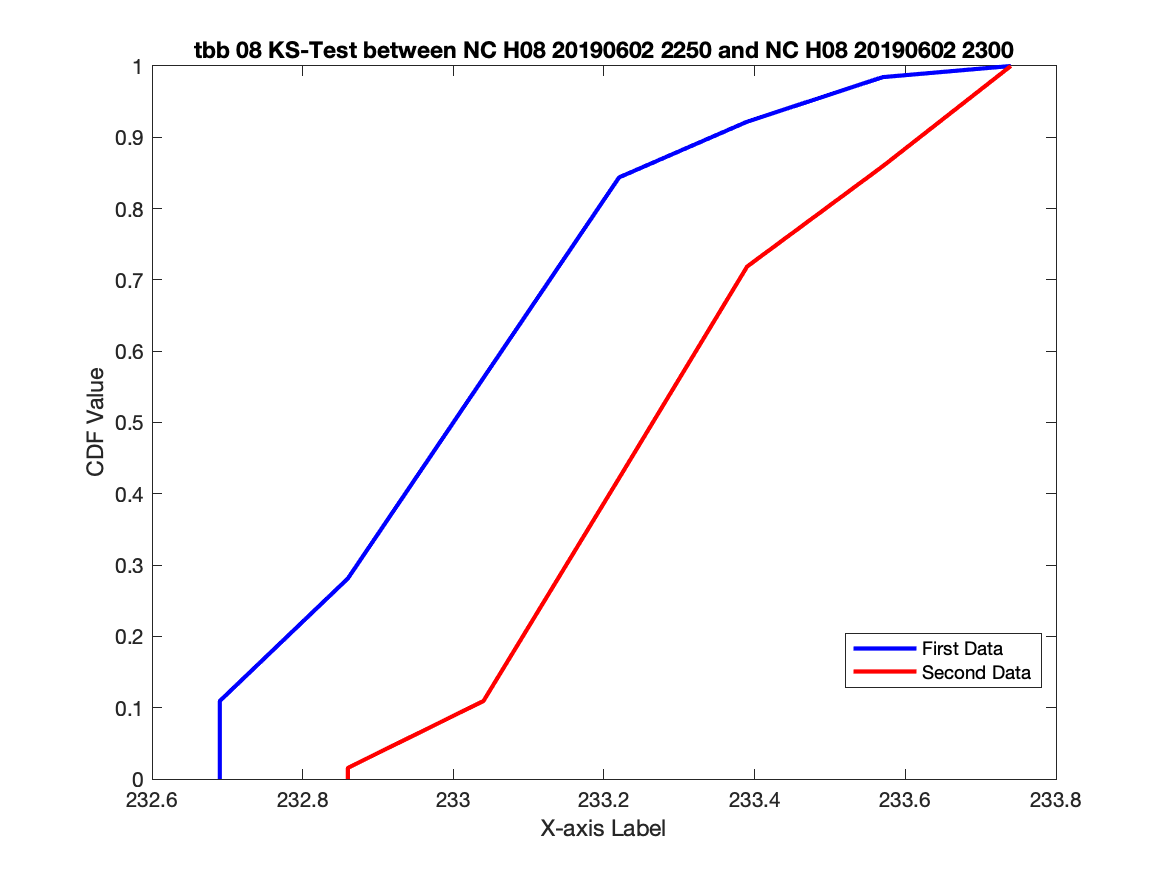 tbb 08 KS-Test between NC H08 20190602 2250 and NC H08 20190602 2300
1
0.9
0.8
0.7
0.6
0.5
0.4
0.3
0.2
0.1
0
CDF Value
First Data
Second Data
232.6 232.8 233 233.2 233.4 233.6 233.8
X-axis Label